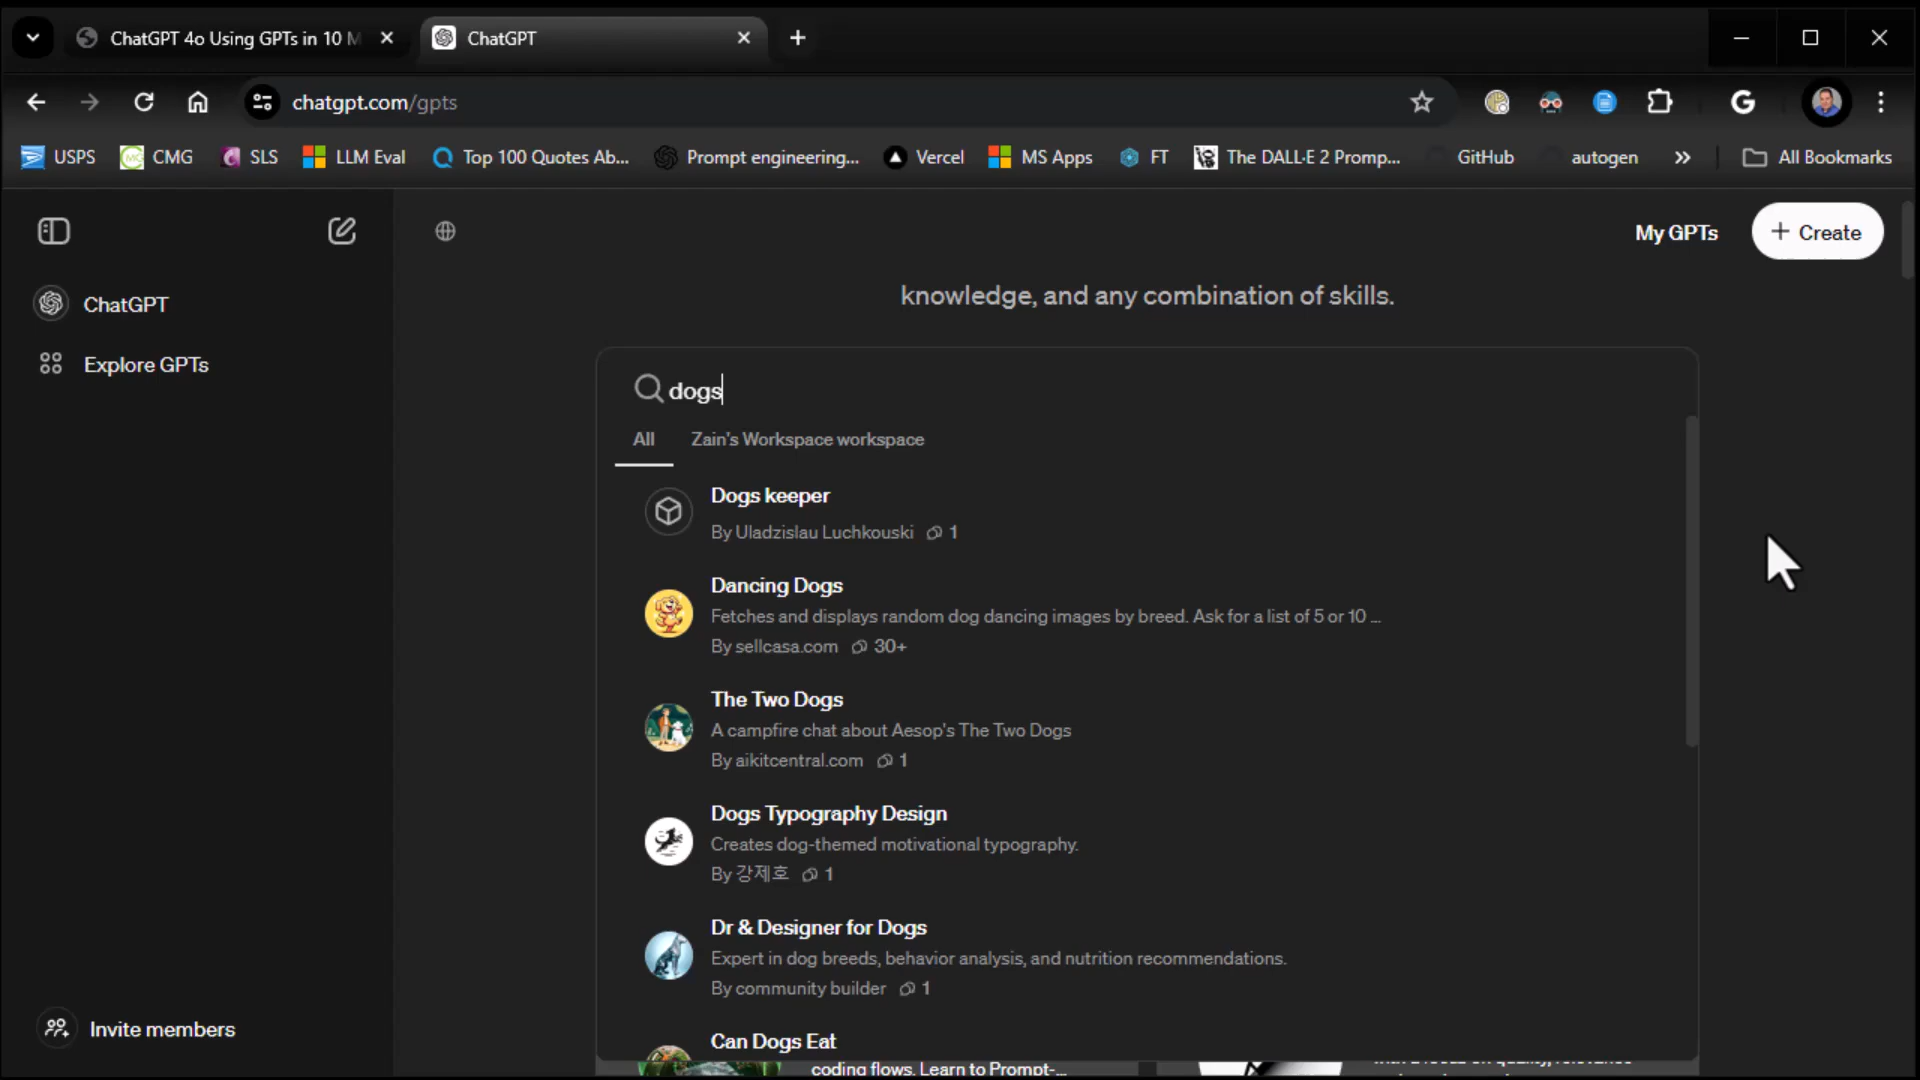 ChatGPT 4o Using GPTs in 10 M
ChatGPT
chatgpt.com/gpts
USPS
CMG
SLS
LLM Eval
Top 100 Quotes Ab...
Prompt engineering...
Vercel
MS Apps
FT
The DALL·E 2 Promp...
GitHub
autogen
All Bookmarks
My GPTs
+ Create
ChatGPT
Explore GPTs
knowledge, and any combination of skills.
dogs
All
Zain's Workspace workspace
Dogs keeper
By Uladzislau Luchkouski 1
Dancing Dogs
Fetches and displays random dog dancing images by breed. Ask for a list of 5 or 10 ...
By sellcasa.com 30+
The Two Dogs
A campfire chat about Aesop's The Two Dogs
By aikitcentral.com 1
Dogs Typography Design
Creates dog-themed motivational typography.
By 강제호 1
Dr & Designer for Dogs
Expert in dog breeds, behavior analysis, and nutrition recommendations.
By community builder 1
Can Dogs Eat
coding flows. Learn to Prompt-...
Invite members